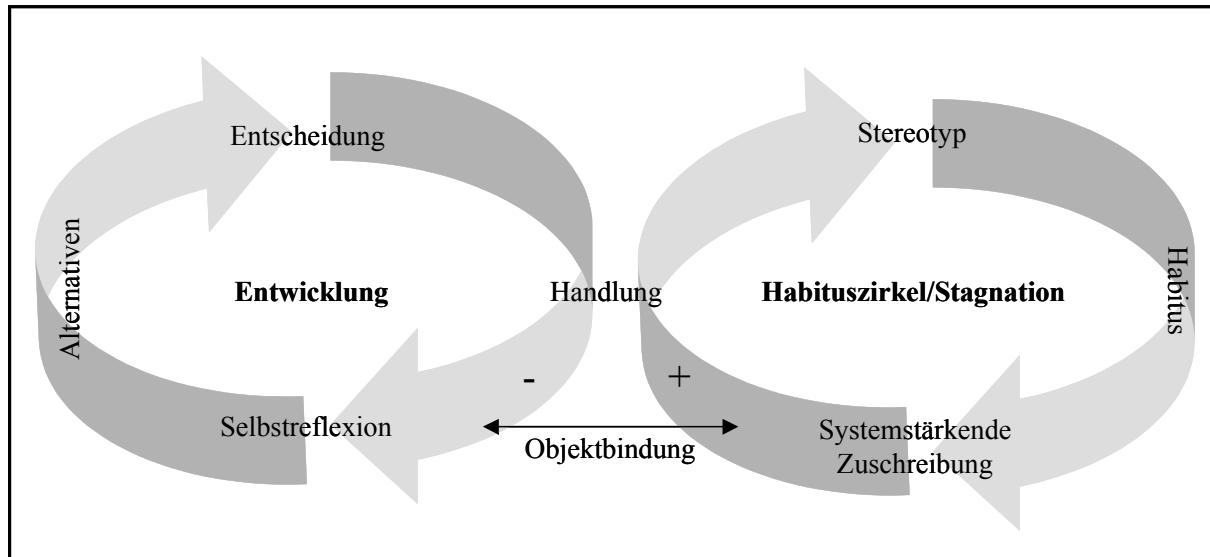 Entscheidung
Stereotyp
Alternativen
Entwicklung
Handlung
Habituszirkel/Stagnation
Habitus
-
+
Selbstreflexion
Objektbindung
Systemstärkende
Zuschreibung